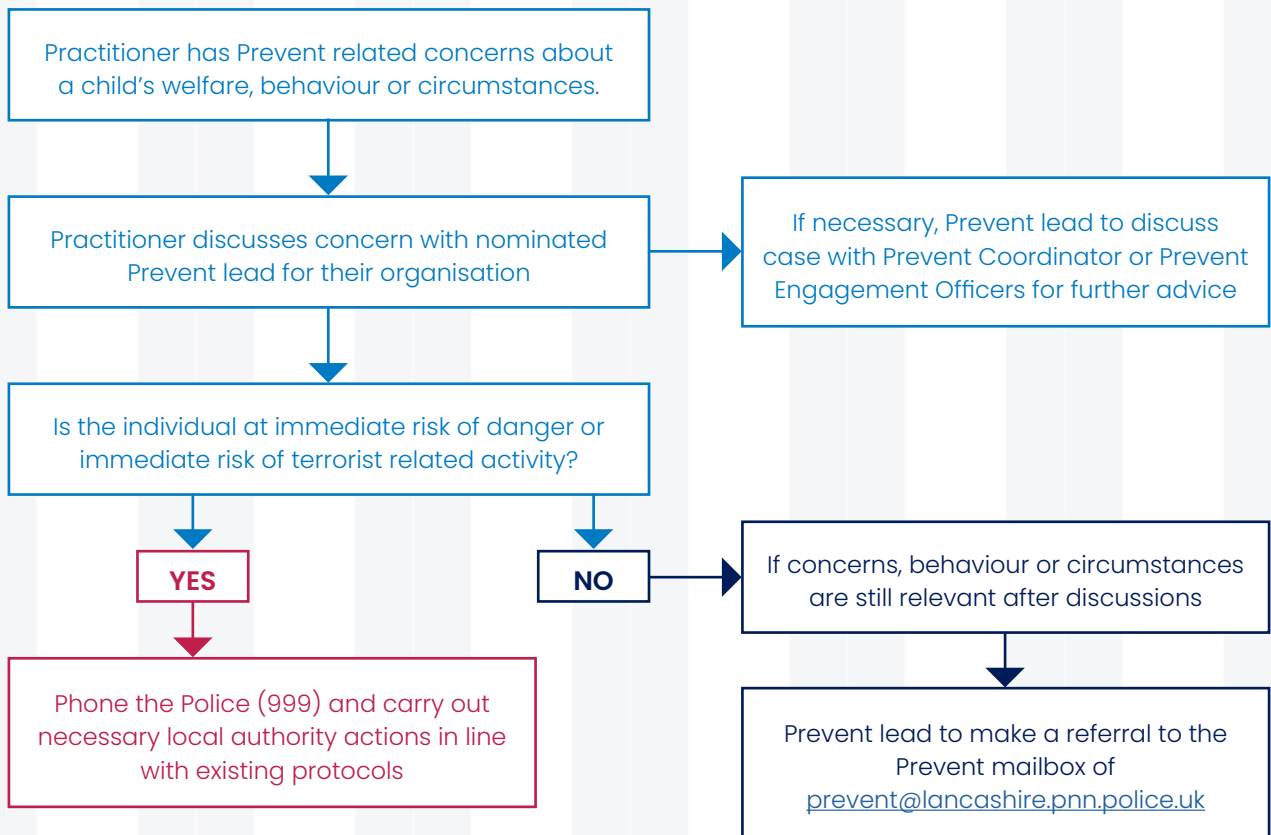 Practitioner has Prevent related concerns about
a child’s welfare, behaviour or circumstances.
Practitioner discusses concern with nominated
Prevent lead for their organisation
If necessary, Prevent lead to discuss
case with Prevent Coordinator or Prevent
Engagement Officers for further advice
Is the individual at immediate risk of danger or
immediate risk of terrorist related activity?
YES
NO
If concerns, behaviour or circumstances
are still relevant after discussions
Phone the Police (999) and carry out
necessary local authority actions in line
with existing protocols
Prevent lead to make a referral to the
Prevent mailbox of
prevent@lancashire.pnn.police.uk